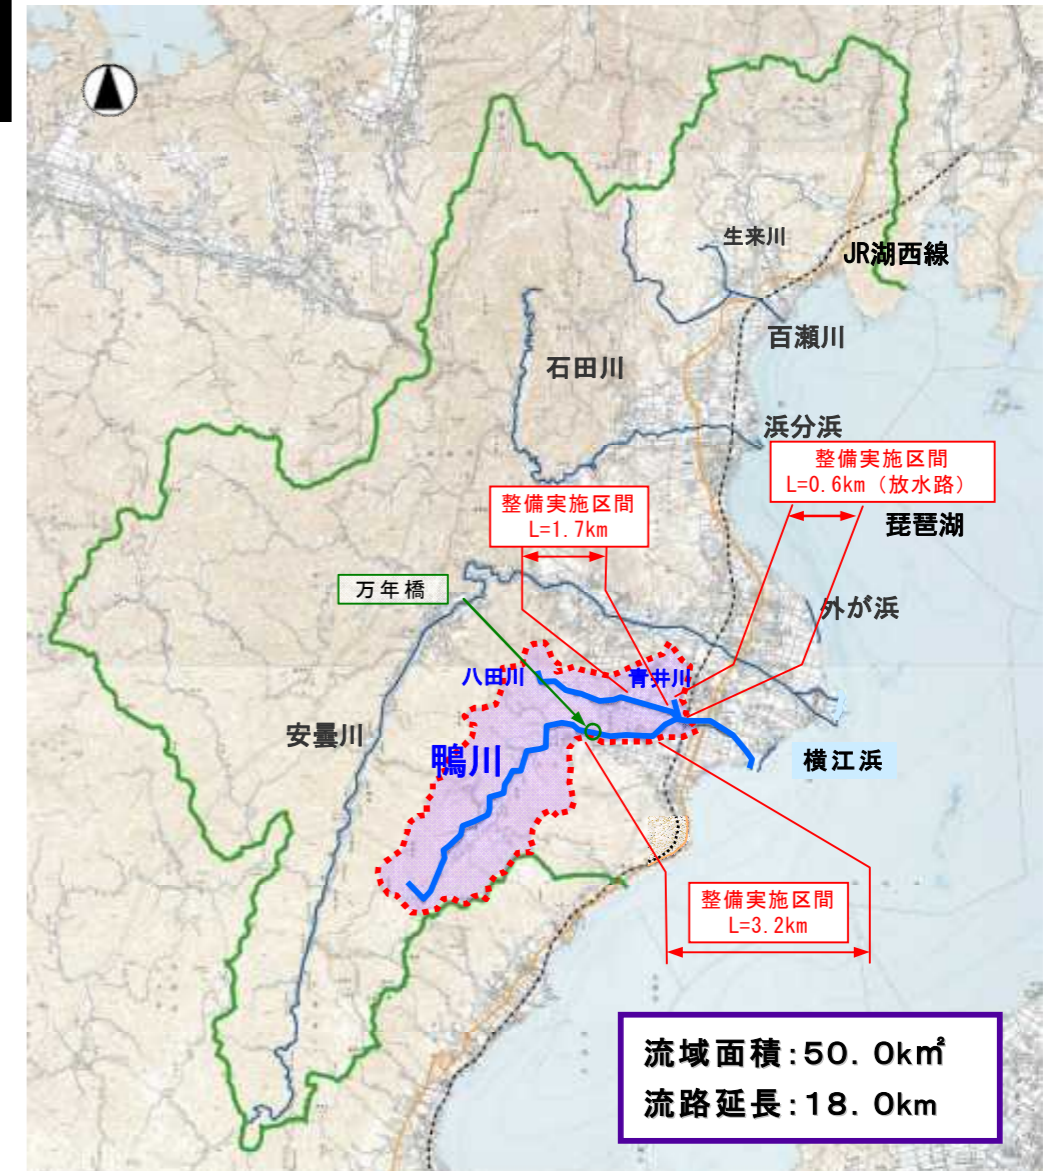 生来川
JR湖西線
百瀬川
石田川
浜分浜
整備実施区間
L=0.6km（放水路）
整備実施区間
L=1.7km
琵琶湖
万年橋
外が浜
八田川
青井川
安曇川
鴨川
横江浜
整備実施区間
L=3.2km
流域面積:50.0k㎡
流路延長:18.0km